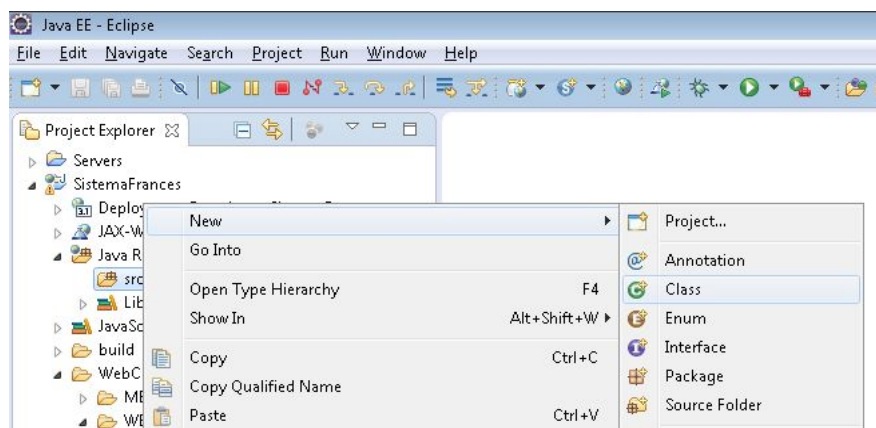 Java EE - Eclipse
File Edit Navigate Search Project Run Window Help
Project Explorer
Servers
SistemaFrances
Deploy
JAX-W
Java R
src
Lib
JavaSc
build
WebC
ME
WE
New
Go Into
Open Type Hierarchy F4
Show In Alt+Shift+W
Copy Ctrl+C
Copy Qualified Name
Paste Ctrl+V
Project...
Annotation
Class
Enum
Interface
Package
Source Folder